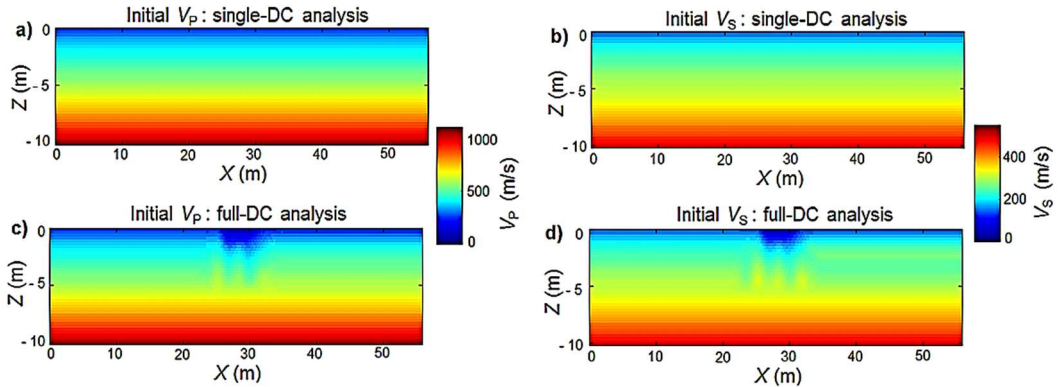 Initial VP : single-DC analysis
a)
0
- 5
- 10
Z (m)
0 10 20 30 40 50
X (m)
1000
500
0
VP (m/s)
Initial VS : single-DC analysis
b)
0
- 5
- 10
Z (m)
0 10 20 30 40 50
X (m)
400
200
0
VS (m/s)
Initial VP : full-DC analysis
c)
0
- 5
- 10
Z (m)
0 10 20 30 40 50
X (m)
Initial VS : full-DC analysis
d)
0
- 5
- 10
Z (m)
0 10 20 30 40 50
X (m)